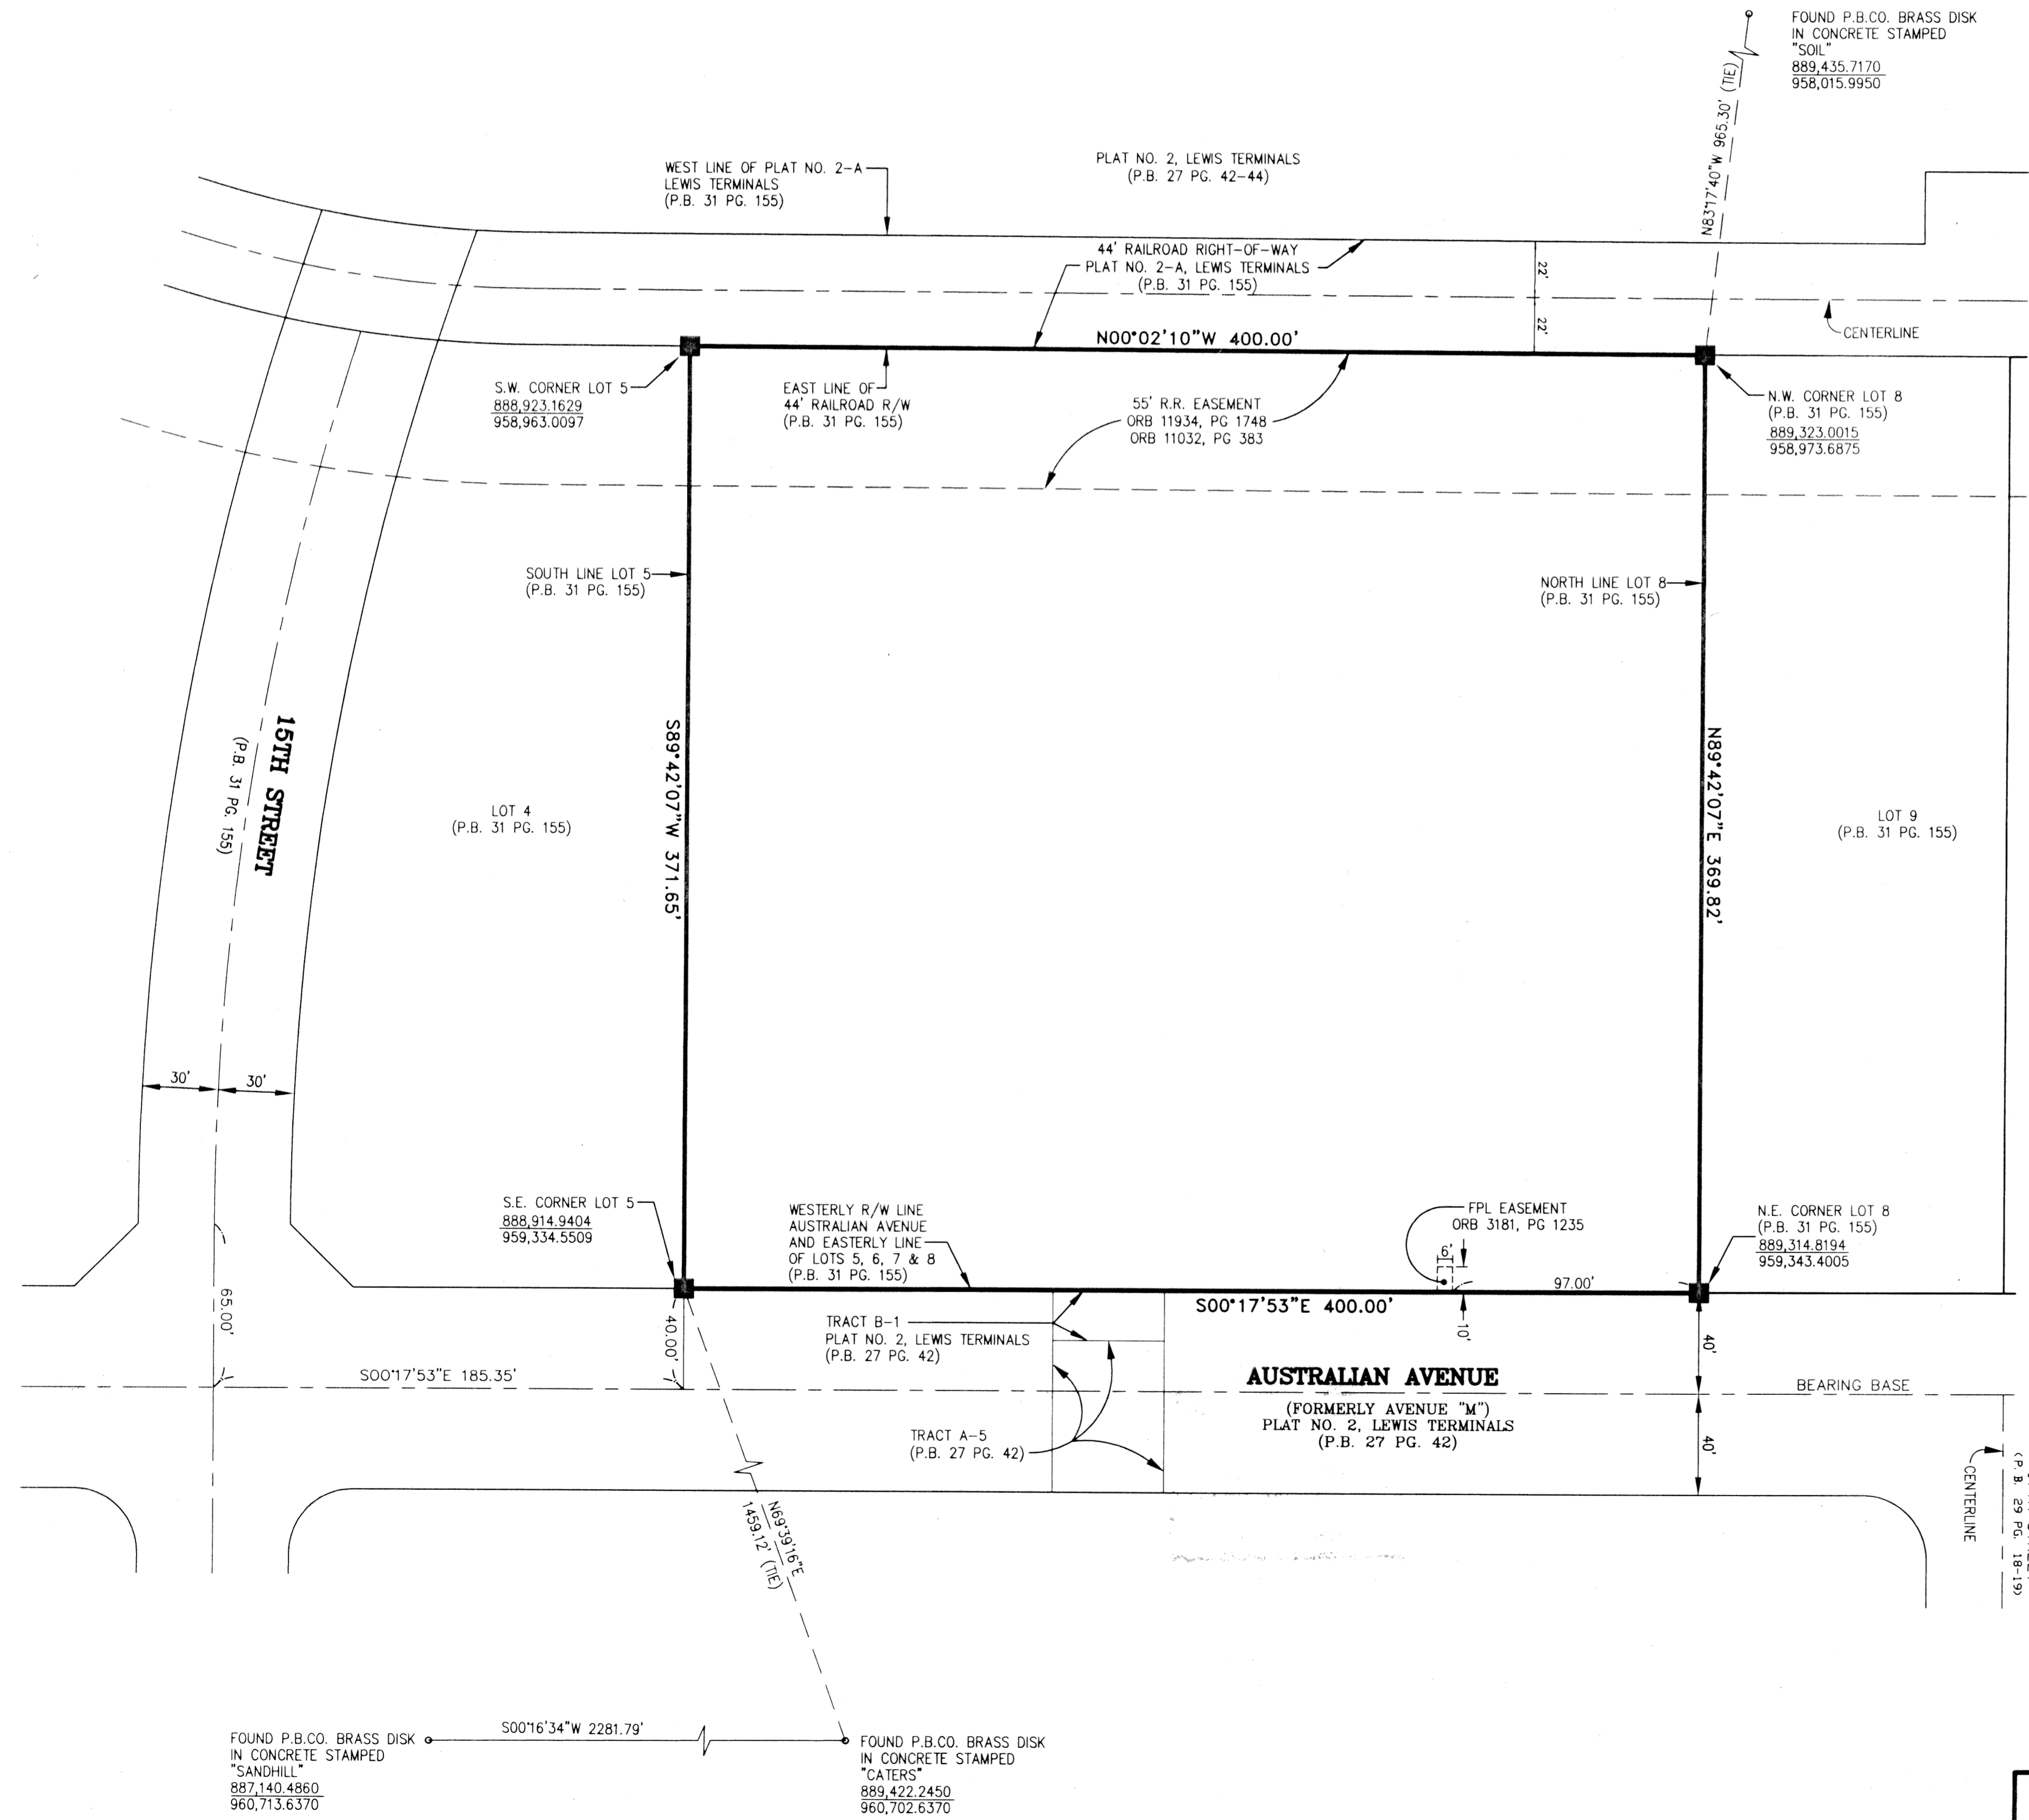 FOUND P.B.CO. BRASS DISK
IN CONCRETE STAMPED
"SOIL"
889,435.7170
958,015.9950
N83°17'40"W 965.30' (TIE)
WEST LINE OF PLAT NO. 2-A
LEWIS TERMINALS
(P.B. 31 PG. 155)
PLAT NO. 2, LEWIS TERMINALS
(P.B. 27 PG. 42-44)
44' RAILROAD RIGHT-OF-WAY
PLAT NO. 2-A, LEWIS TERMINALS
(P.B. 31 PG. 155)
22'
22'
CENTERLINE
N00°02'10"W 400.00'
S.W. CORNER LOT 5
888,923.1629
958,963.0097
EAST LINE OF
44' RAILROAD R/W
(P.B. 31 PG. 155)
55' R.R. EASEMENT
ORB 11934, PG 1748
ORB 11032, PG 383
N.W. CORNER LOT 8
(P.B. 31 PG. 155)
889,323.0015
958,973.6875
SOUTH LINE LOT 5
(P.B. 31 PG. 155)
NORTH LINE LOT 8
(P.B. 31 PG. 155)
15TH STREET
(P.B. 31 PG. 155)
LOT 4
(P.B. 31 PG. 155)
S89°42'07"W 371.65'
N89°42'07"E 369.82'
LOT 9
(P.B. 31 PG. 155)
30'
30'
S.E. CORNER LOT 5
888,914.9404
959,334.5509
WESTERLY R/W LINE
AUSTRALIAN AVENUE
AND EASTERLY LINE
OF LOTS 5, 6, 7 & 8
(P.B. 31 PG. 155)
FPL EASEMENT
ORB 3181, PG 1235
6'
97.00'
10'
N.E. CORNER LOT 8
(P.B. 31 PG. 155)
889,314.8194
959,343.4005
S00°17'53"E 400.00'
65.00'
40.00'
S00°17'53"E 185.35'
TRACT B-1
PLAT NO. 2, LEWIS TERMINALS
(P.B. 27 PG. 42)
TRACT A-5
(P.B. 27 PG. 42)
AUSTRALIAN AVENUE
(FORMERLY AVENUE "M")
PLAT NO. 2, LEWIS TERMINALS
(P.B. 27 PG. 42)
40'
40'
BEARING BASE
CENTERLINE
(P.B. 29 PG. 18-19)
N69°39'16"E
1459.12' (TIE)
S00°16'34"W 2281.79'
FOUND P.B.CO. BRASS DISK
IN CONCRETE STAMPED
"SANDHILL"
887,140.4860
960,713.6370
FOUND P.B.CO. BRASS DISK
IN CONCRETE STAMPED
"CATERS"
889,422.2450
960,702.6370